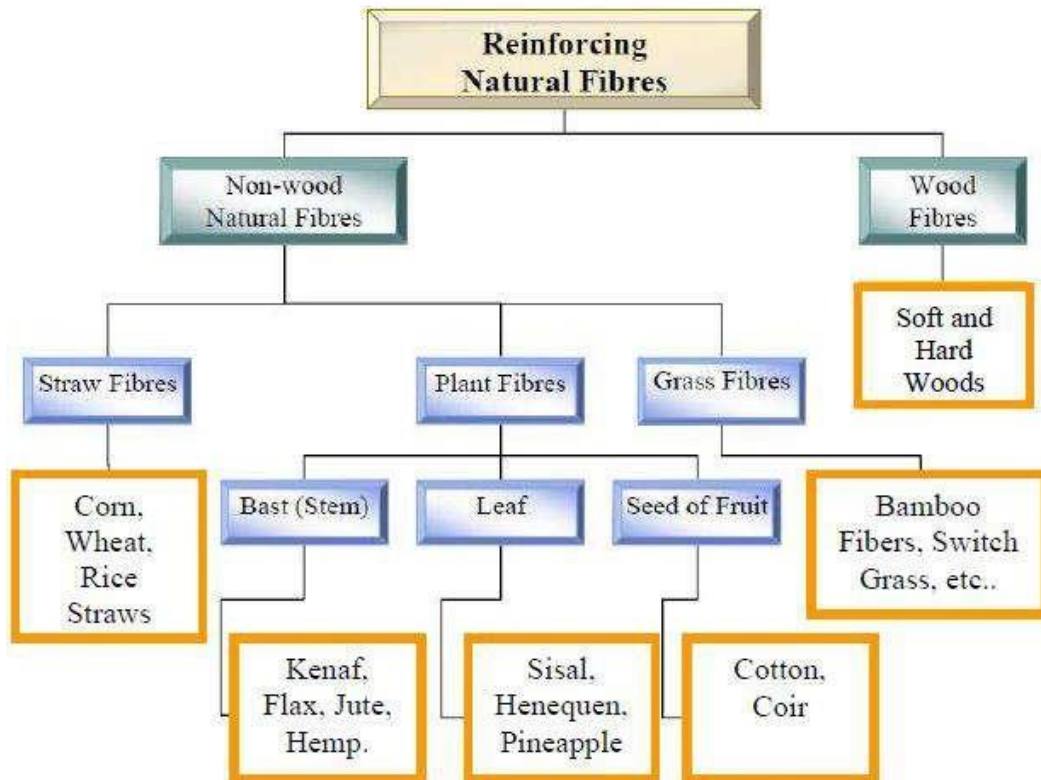 Reinforcing
Natural Fibres
Non-wood
Natural Fibres
Wood
Fibres
Soft and
Hard
Woods
Straw Fibres
Plant Fibres
Grass Fibres
Corn,
Wheat,
Rice
Straws
Bast (Stem)
Leaf
Seed of Fruit
Bamboo
Fibers, Switch
Grass, etc..
Kenaf,
Flax, Jute,
Hemp.
Sisal,
Henequen,
Pineapple
Cotton,
Coir